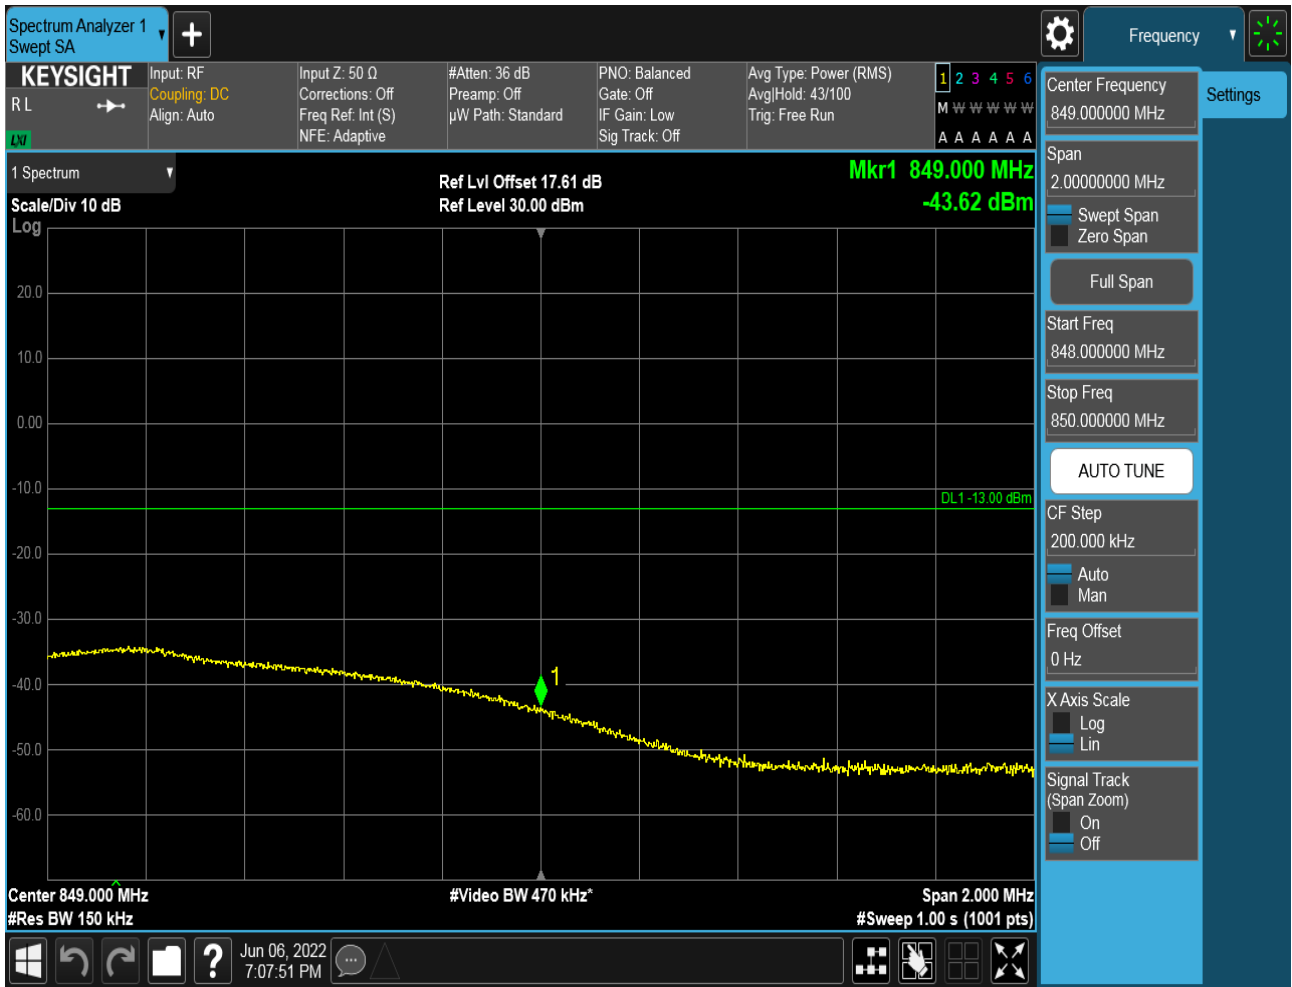 Spectrum Analyzer 1
Swept SA
Frequency
KEYSIGHT
R L
LXI
Input: RF
Coupling: DC
Align: Auto
Input Z: 50 Ω
Corrections: Off
Freq Ref: Int (S)
NFE: Adaptive
#Atten: 36 dB
Preamp: Off
µW Path: Standard
PNO: Balanced
Gate: Off
IF Gain: Low
Sig Track: Off
Avg Type: Power (RMS)
Avg|Hold: 43/100
Trig: Free Run
1 2 3 4 5 6
M W W W W W
A A A A A A
1 Spectrum
Scale/Div 10 dB
Log
Ref Lvl Offset 17.61 dB
Ref Level 30.00 dBm
Mkr1 849.000 MHz
-43.62 dBm
20.0
10.0
0.00
-10.0
-20.0
-30.0
-40.0
-50.0
-60.0
DL1 -13.00 dBm
1
Center 849.000 MHz
#Res BW 150 kHz
#Video BW 470 kHz*
Span 2.000 MHz
#Sweep 1.00 s (1001 pts)
Center Frequency
849.000000 MHz
Settings
Span
2.00000000 MHz
Swept Span
Zero Span
Full Span
Start Freq
848.000000 MHz
Stop Freq
850.000000 MHz
AUTO TUNE
CF Step
200.000 kHz
Auto
Man
Freq Offset
0 Hz
X Axis Scale
Log
Lin
Signal Track
(Span Zoom)
On
Off
?
Jun 06, 2022
7:07:51 PM